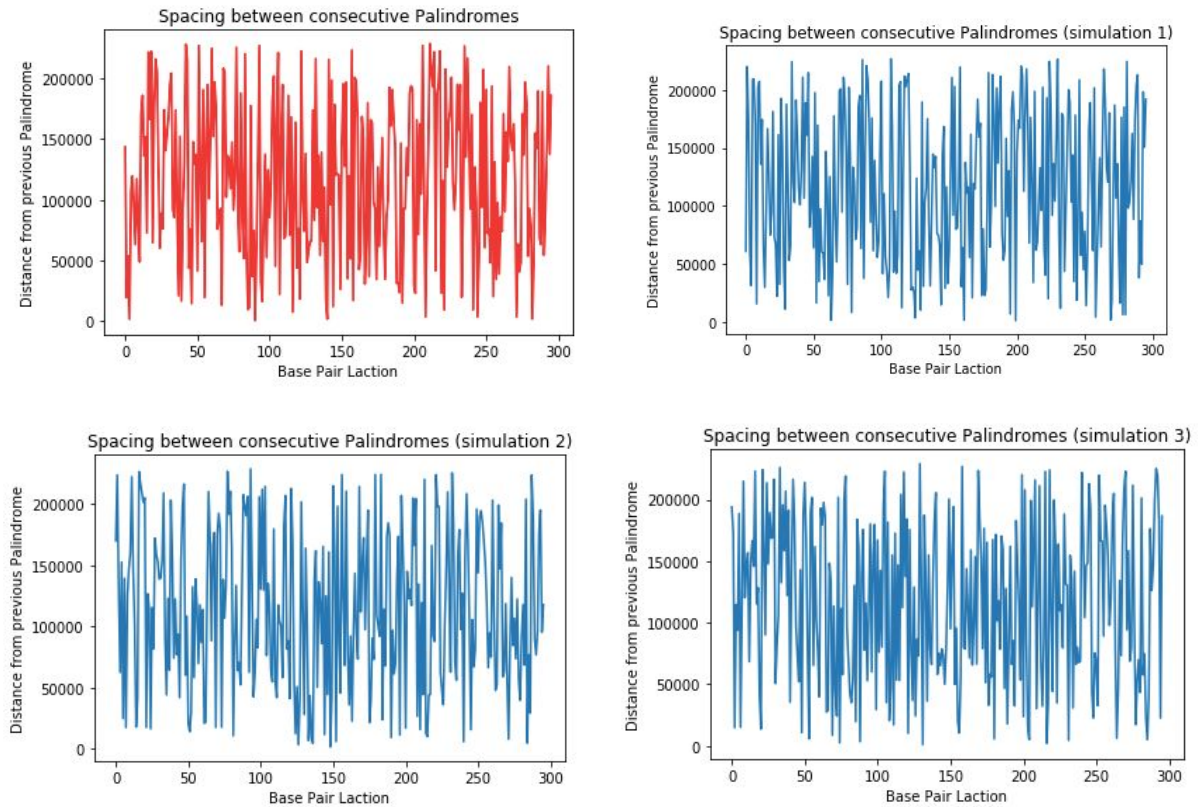 Spacing between consecutive Palindromes
Distance from previous Palindrome
200000
150000
100000
50000
0
0 50 100 150 200 250 300
Base Pair Laction
Spacing between consecutive Palindromes (simulation 1)
Distance from previous Palindrome
200000
150000
100000
50000
0
0 50 100 150 200 250 300
Base Pair Laction
Spacing between consecutive Palindromes (simulation 2)
Distance from previous Palindrome
200000
150000
100000
50000
0
0 50 100 150 200 250 300
Base Pair Laction
Spacing between consecutive Palindromes (simulation 3)
Distance from previous Palindrome
200000
150000
100000
50000
0
0 50 100 150 200 250 300
Base Pair Laction